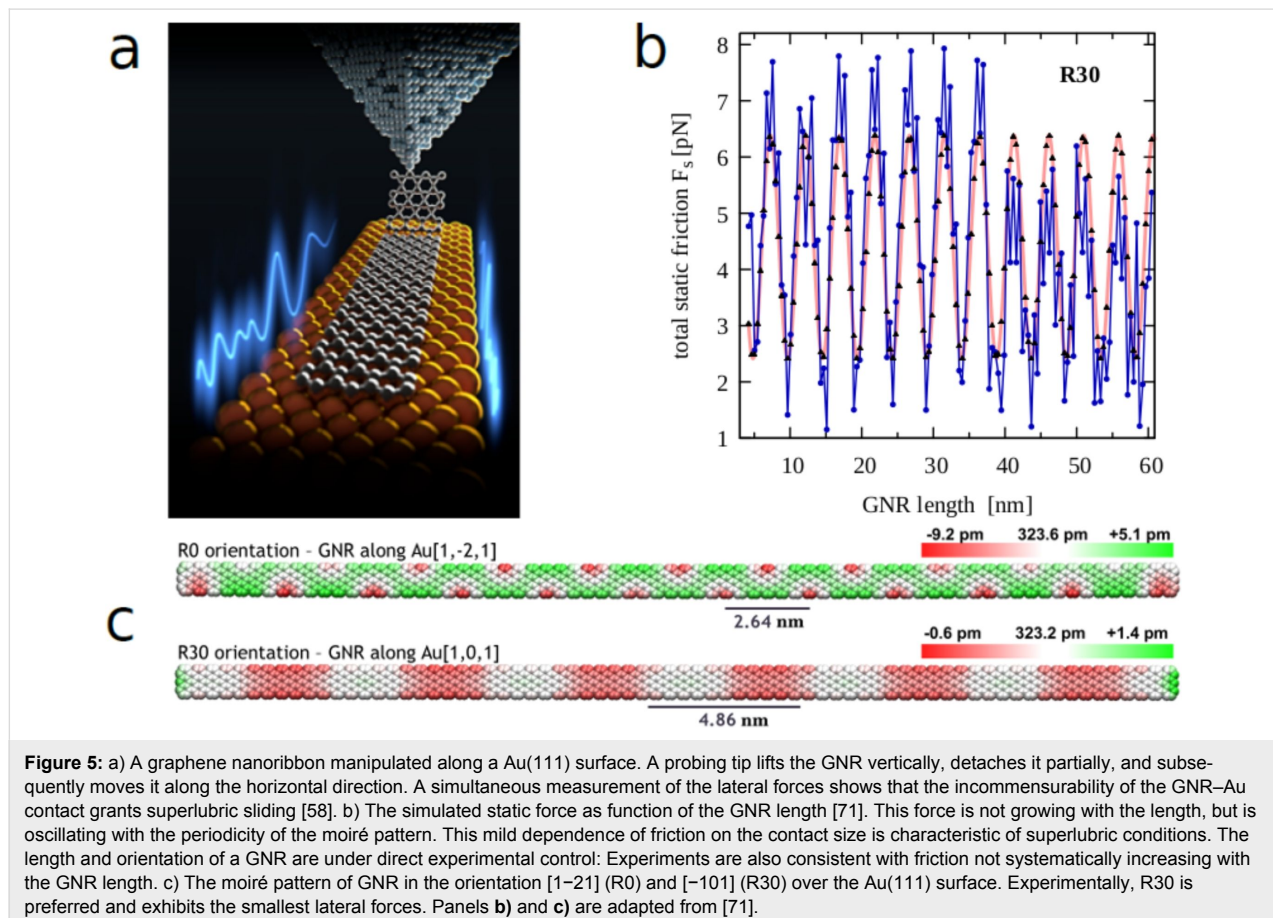 a
b
8
7
6
5
4
3
2
1
total static friction Fs [pN]
R30
10
20
30
40
50
60
GNR length [nm]
R0 orientation – GNR along Au[1,-2,1]
-9.2 pm 323.6 pm +5.1 pm
2.64 nm
c
R30 orientation – GNR along Au[1,0,1]
-0.6 pm 323.2 pm +1.4 pm
4.86 nm
Figure 5: a) A graphene nanoribbon manipulated along a Au(111) surface. A probing tip lifts the GNR vertically, detaches it partially, and subse-
quently moves it along the horizontal direction. A simultaneous measurement of the lateral forces shows that the incommensurability of the GNR–Au
contact grants superlubric sliding [58]. b) The simulated static force as function of the GNR length [71]. This force is not growing with the length, but is
oscillating with the periodicity of the moiré pattern. This mild dependence of friction on the contact size is characteristic of superlubric conditions. The
length and orientation of a GNR are under direct experimental control: Experiments are also consistent with friction not systematically increasing with
the GNR length. c) The moiré pattern of GNR in the orientation [1−21] (R0) and [−101] (R30) over the Au(111) surface. Experimentally, R30 is
preferred and exhibits the smallest lateral forces. Panels b) and c) are adapted from [71].